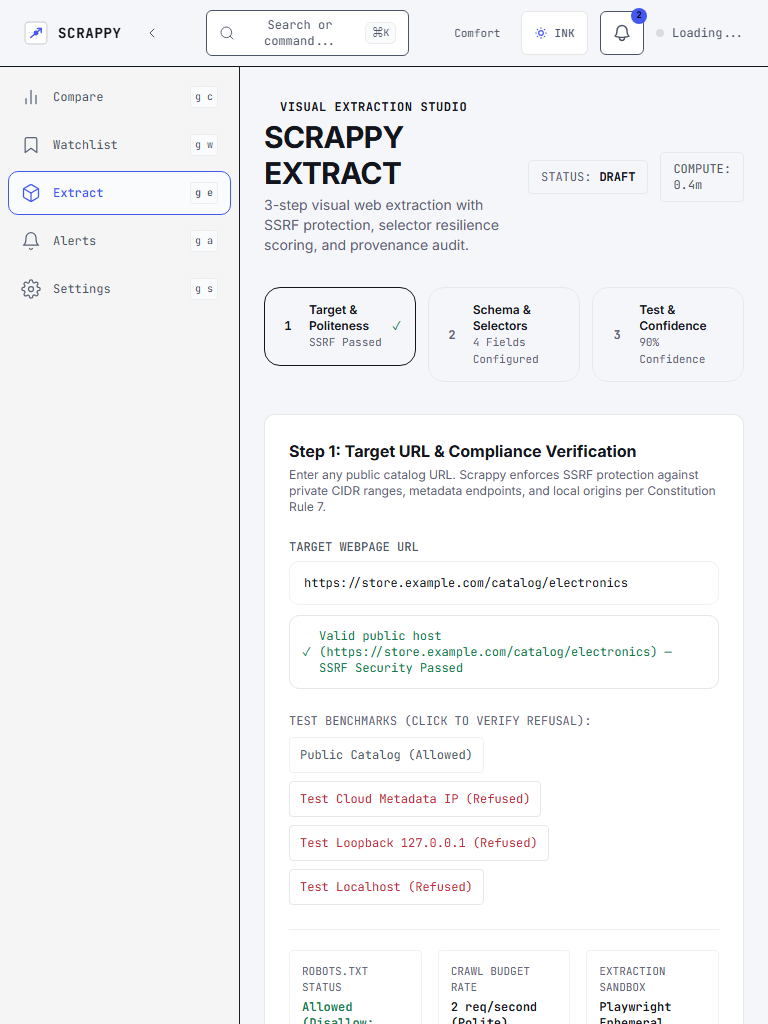 SCRAPPY
Search or
command...
⌘K
Comfort
INK
2
Loading...
Compare
g c
Watchlist
g w
Extract
g e
Alerts
g a
Settings
g s
VISUAL EXTRACTION STUDIO
SCRAPPY
EXTRACT
3-step visual web extraction with
SSRF protection, selector resilience
scoring, and provenance audit.
STATUS: DRAFT
COMPUTE:
0.4m
1
Target &
Politeness
SSRF Passed
✓
2
Schema &
Selectors
4 Fields
Configured
3
Test &
Confidence
90%
Confidence
Step 1: Target URL & Compliance Verification
Enter any public catalog URL. Scrappy enforces SSRF protection against
private CIDR ranges, metadata endpoints, and local origins per Constitution
Rule 7.
TARGET WEBPAGE URL
https://store.example.com/catalog/electronics
Valid public host
✓ (https://store.example.com/catalog/electronics) —
SSRF Security Passed
TEST BENCHMARKS (CLICK TO VERIFY REFUSAL):
Public Catalog (Allowed)
Test Cloud Metadata IP (Refused)
Test Loopback 127.0.0.1 (Refused)
Test Localhost (Refused)
ROBOTS.TXT
STATUS
Allowed
(Disallow:
CRAWL BUDGET
RATE
2 req/second
(Polite)
EXTRACTION
SANDBOX
Playwright
Ephemeral